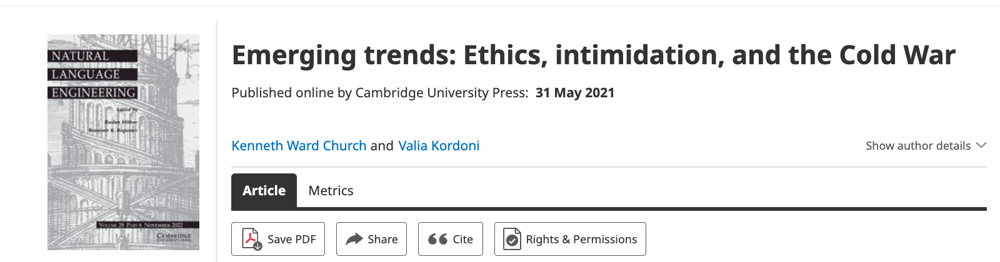 NATURAL
LANGUAGE
ENGINEERING
Edited by
Ruslan Mitkov
Branimir K. Boguraev
VOLUME 28 PART 6 NOVEMBER 2022
CAMBRIDGE
UNIVERSITY PRESS
Emerging trends: Ethics, intimidation, and the Cold War
Published online by Cambridge University Press: 31 May 2021
Kenneth Ward Church and Valia Kordoni
Show author details
Article Metrics
Save PDF Share Cite Rights & Permissions